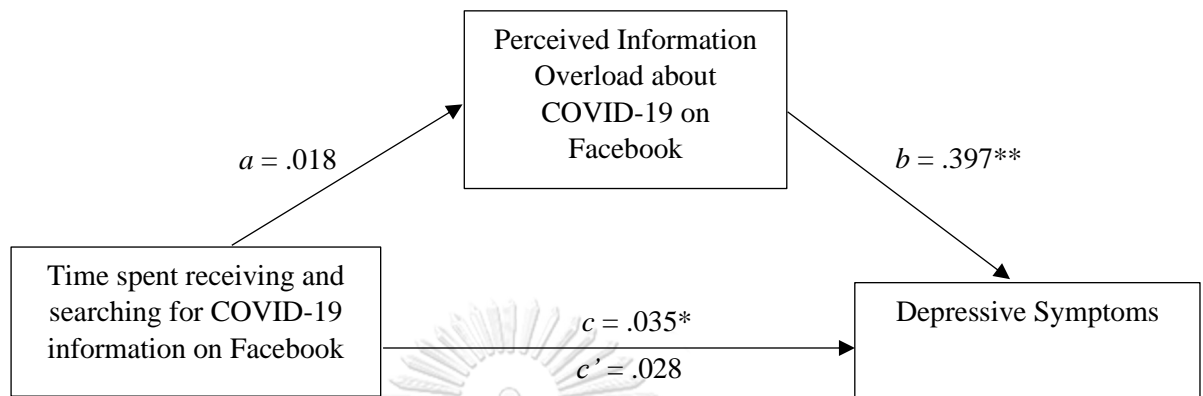 Perceived Information
Overload about
COVID-19 on
Facebook
a = .018
b = .397**
Time spent receiving and
searching for COVID-19
information on Facebook
c = .035*
c’ = .028
Depressive Symptoms